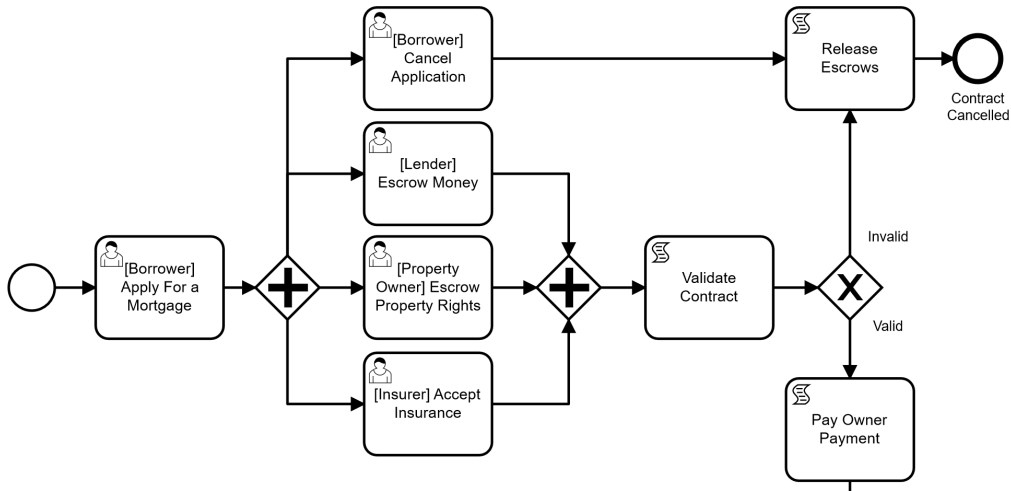 [Borrower]
Cancel
Application
Release
Escrows
Contract
Cancelled
[Lender]
Escrow Money
Invalid
[Borrower]
Apply For a
Mortgage
[Property
Owner] Escrow
Property Rights
Validate
Contract
X
Valid
[Insurer] Accept
Insurance
Pay Owner
Payment